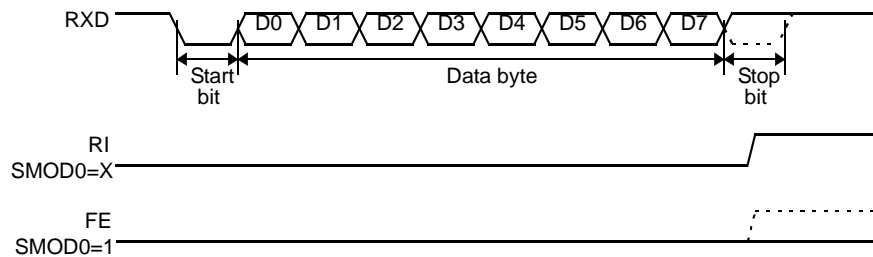 RXD
D0 D1 D2 D3 D4 D5 D6 D7
Start
bit
Data byte
Stop
bit
RI
SMOD0=X
FE
SMOD0=1